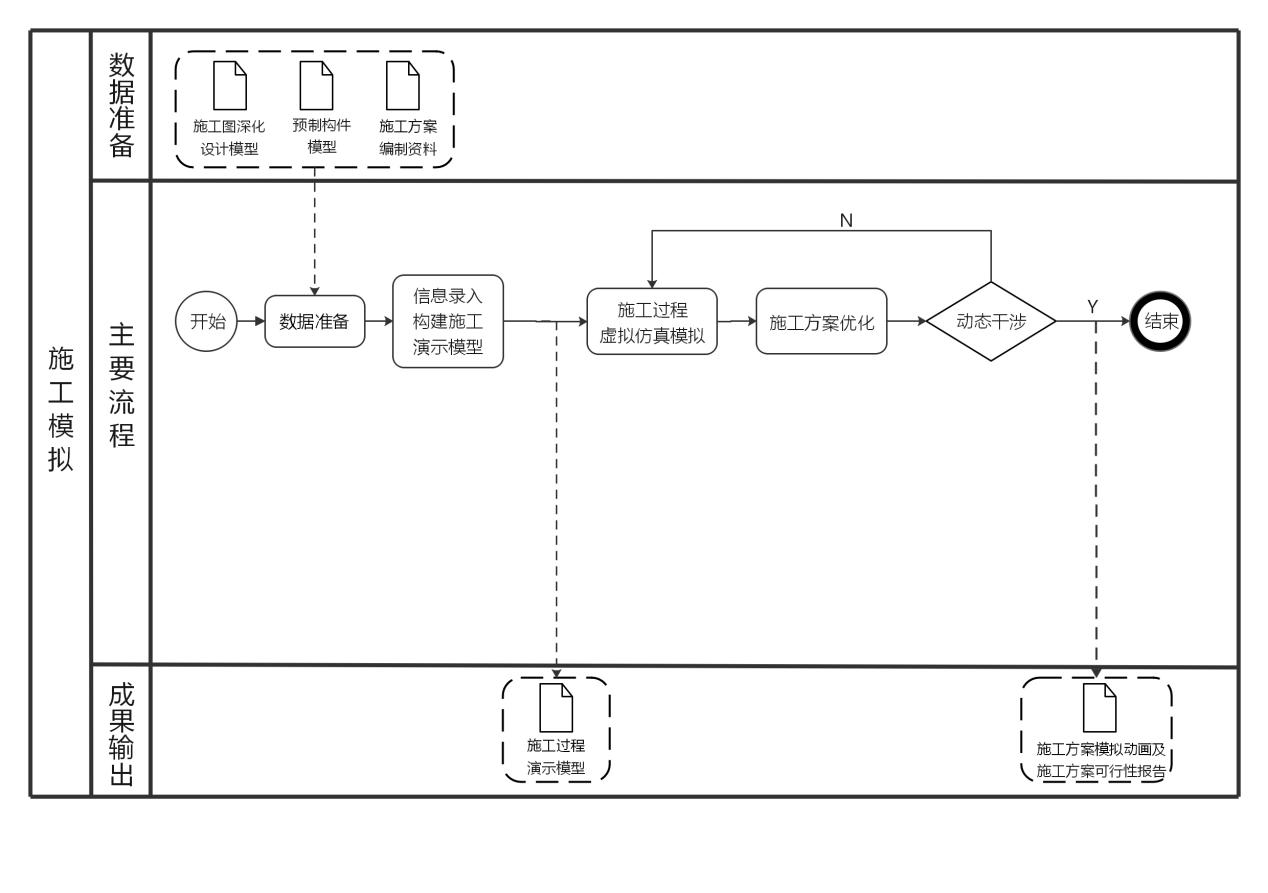 施工模拟
数据准备
施工图深化
设计模型
预制构件
模型
施工方案
编制资料
主要流程
N
开始
数据准备
信息录入
构建施工
演示模型
施工过程
虚拟仿真模拟
施工方案优化
动态干涉
Y
结束
成果输出
施工过程
演示模型
施工方案模拟动画及
施工方案可行性报告